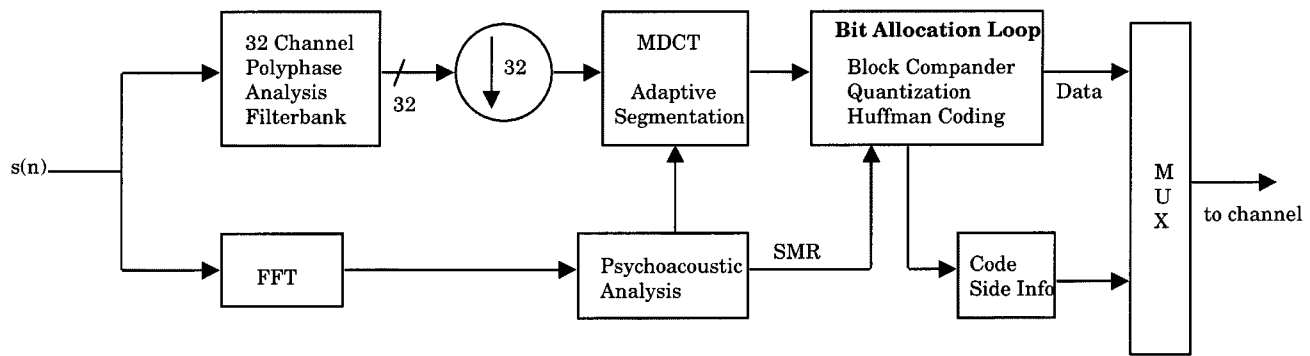 32 Channel
Polyphase
Analysis
Filterbank
32
32
MDCT
Adaptive
Segmentation
Bit Allocation Loop
Block Compander
Quantization
Huffman Coding
Data
s(n)
M
U
X
to channel
FFT
Psychoacoustic
Analysis
SMR
Code
Side Info